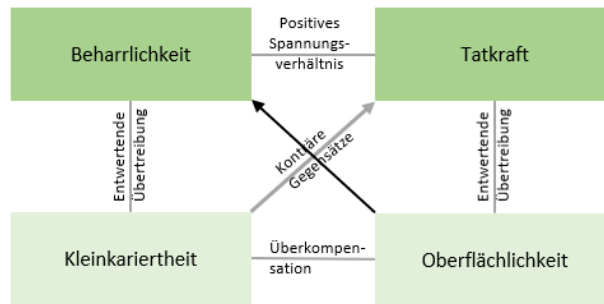 Beharrlichkeit
Positives
Spannungs-
verhältnis
Tatkraft
Entwertende
Übertreibung
Konträre
Gegensätze
Entwertende
Übertreibung
Kleinkariertheit
Überkompen-
sation
Oberflächlichkeit